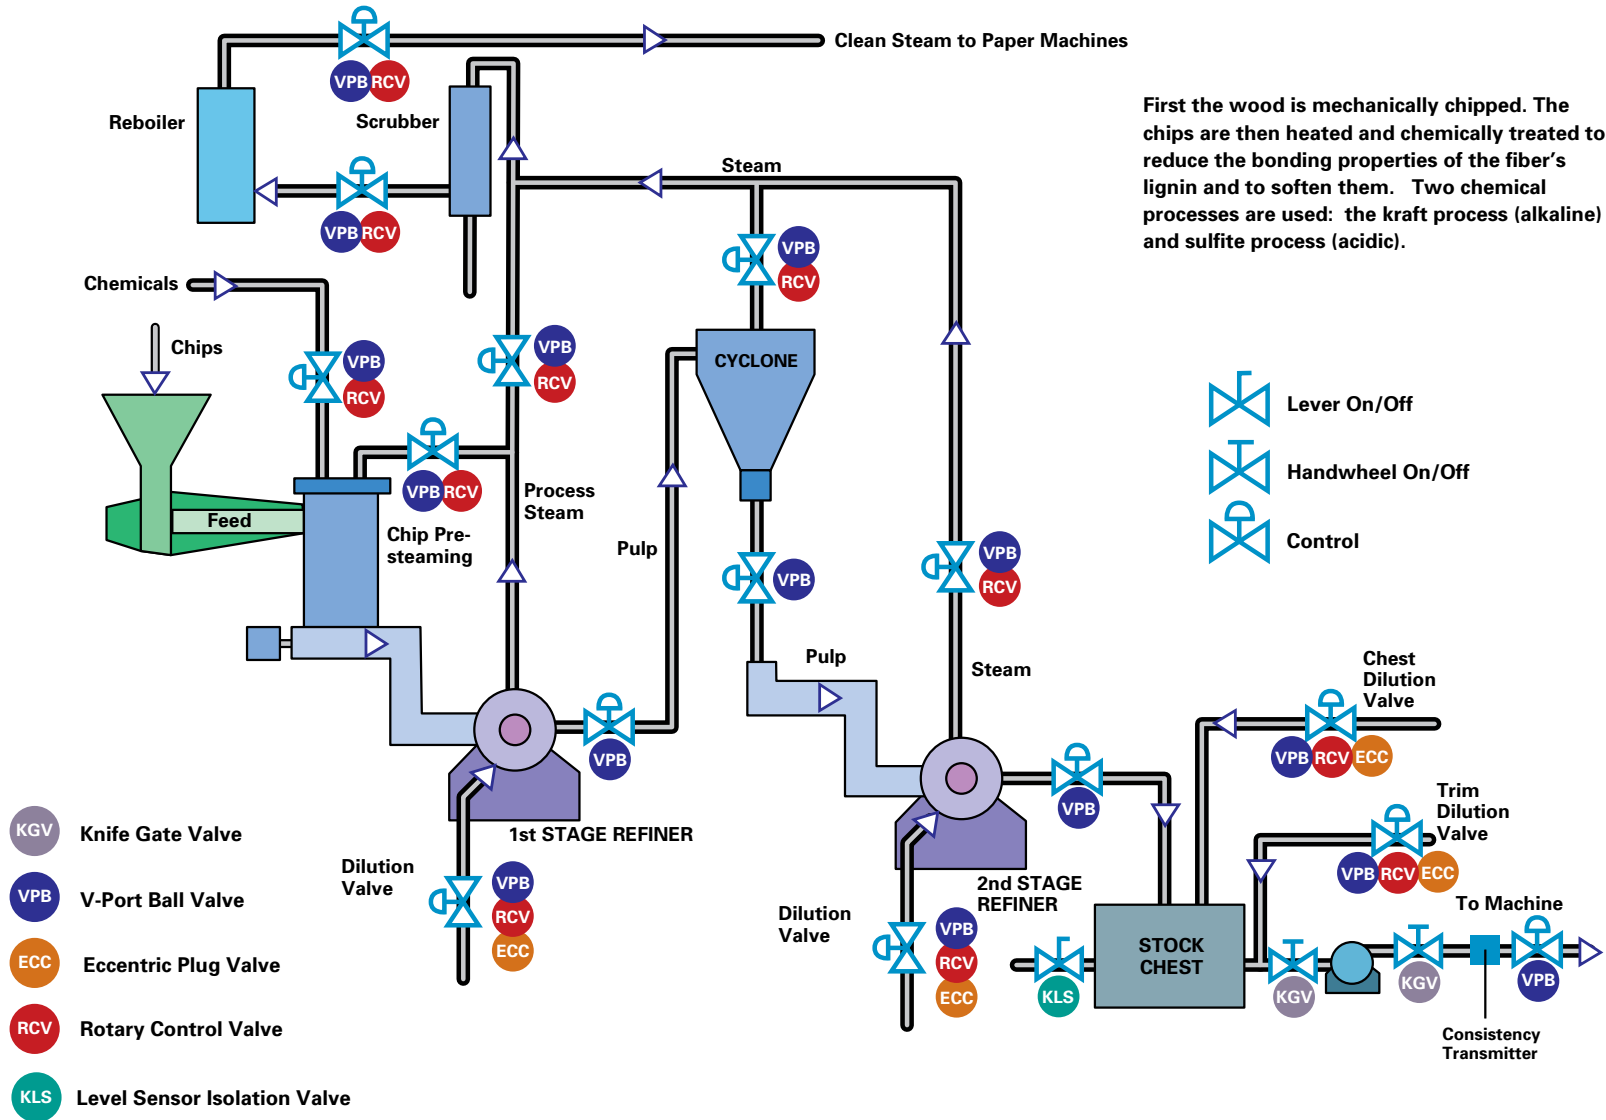 Clean Steam to Paper Machines
VPB RCV
Reboiler
Scrubber
First the wood is mechanically chipped. The
chips are then heated and chemically treated to
reduce the bonding properties of the fiber's
lignin and to soften them. Two chemical
processes are used: the kraft process (alkaline)
and sulfite process (acidic).
Steam
VPB RCV
VPB
RCV
Chemicals
Chips
VPB
RCV
VPB
RCV
CYCLONE
Lever On/Off
Handwheel On/Off
Control
VPB RCV
Feed
Chip Pre-
steaming
Process
Steam
Pulp
VPB
VPB
RCV
Pulp
Steam
Chest
Dilution
Valve
VPB RCV ECC
VPB
VPB
Trim
Dilution
Valve
VPB RCV ECC
1st STAGE REFINER
Dilution
Valve
VPB
RCV
ECC
2nd STAGE
REFINER
Dilution
Valve
VPB
RCV
ECC
To Machine
STOCK
CHEST
KLS
KGV
KGV
VPB
Consistency
Transmitter
KGV Knife Gate Valve
VPB V-Port Ball Valve
ECC Eccentric Plug Valve
RCV Rotary Control Valve
KLS Level Sensor Isolation Valve